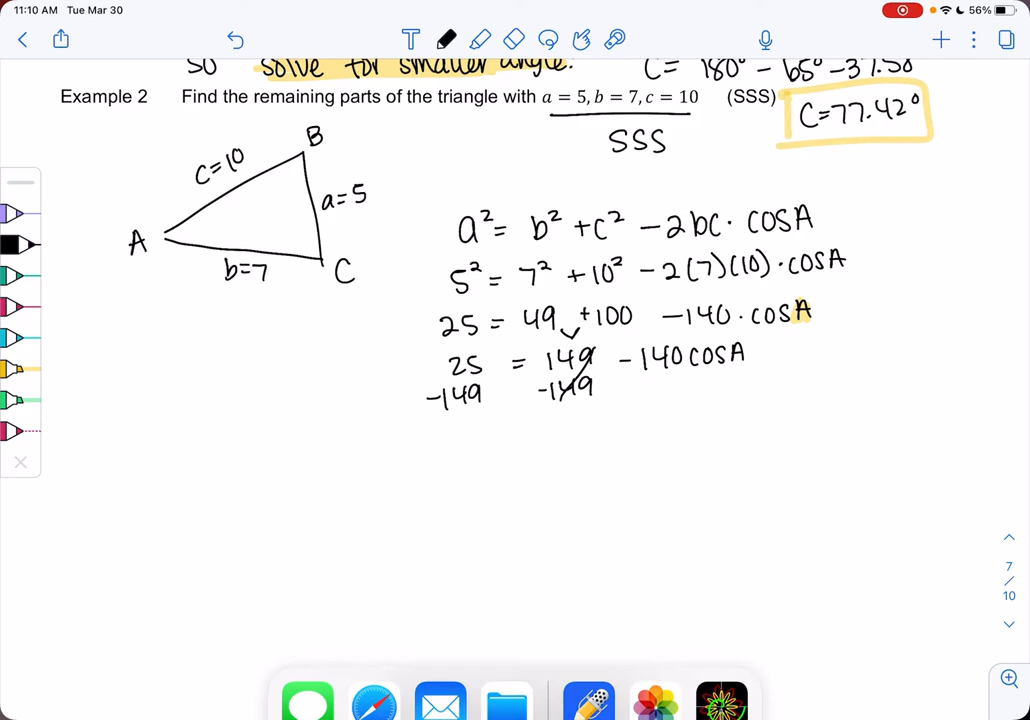 11:10 AM Tue Mar 30 56%
So solve for smaller angle. C = 180° - 65° - 37.58
Example 2 Find the remaining parts of the triangle with a = 5, b = 7, c = 10 (SSS)
C=77.42°
SSS
B
c=10
a=5
A
b=7
C
a² = b² + c² - 2bc · cosA
5² = 7² + 10² - 2(7)(10) · cosA
25 = 49 + 100 - 140 · cosA
25 = 149 - 140cosA
-149 -149
7
/
10